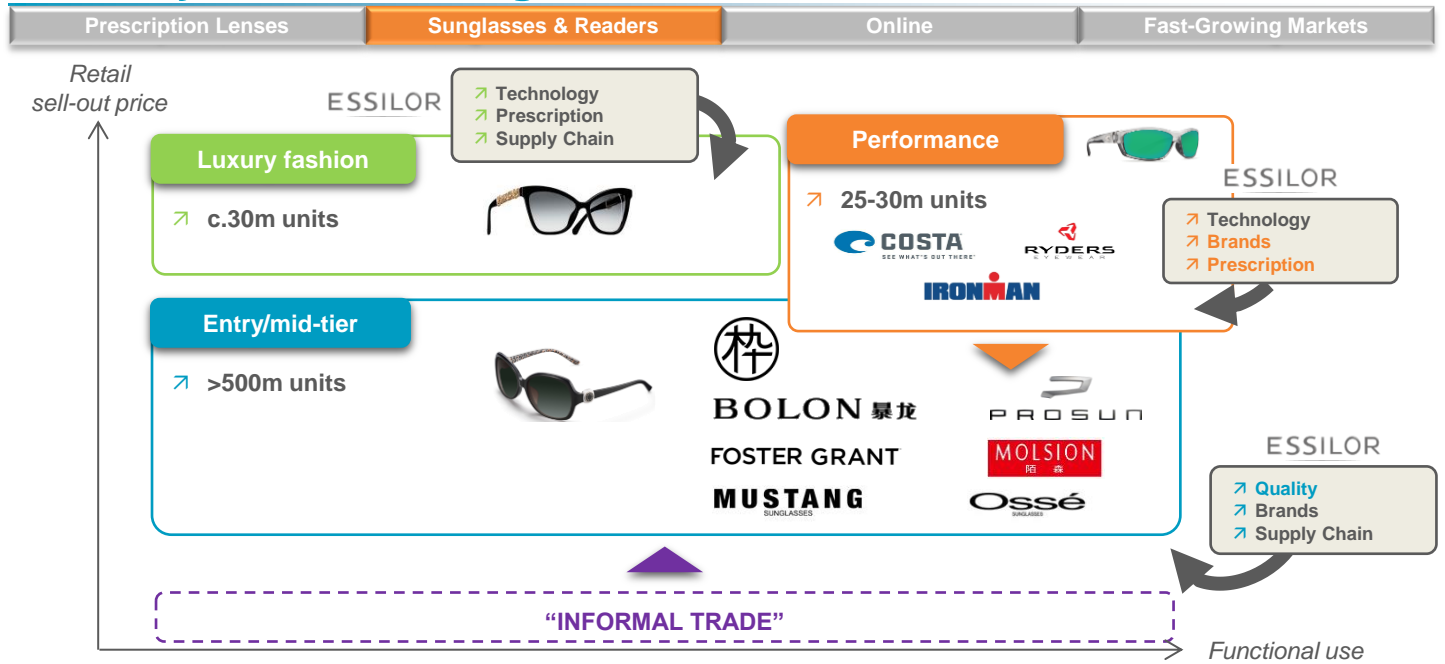 Prescription Lenses
Sunglasses & Readers
Online
Fast-Growing Markets
Retail
sell-out price
ESSILOR
Technology
Prescription
Supply Chain
Luxury fashion
c.30m units
Performance
25-30m units
COSTA
SEE WHAT'S OUT THERE
RYDERS
EYEWEAR
IRONMAN
ESSILOR
Technology
Brands
Prescription
Entry/mid-tier
>500m units
枠
BOLON 暴龙
PROSUN
FOSTER GRANT
MOLSION
陌森
MUSTANG
SUNGLASSES
Ossé
SUNGLASSES
ESSILOR
Quality
Brands
Supply Chain
“INFORMAL TRADE”
Functional use